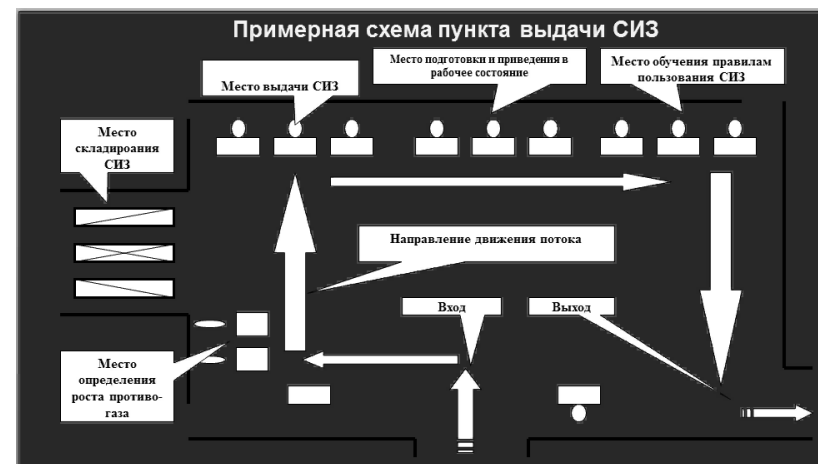 Примерная схема пункта выдачи СИЗ
Место выдачи СИЗ
Место подготовки и приведения в
рабочее состояние
Место обучения правилам
пользования СИЗ
Место
складироания
СИЗ
Направление движения потока
Вход
Выход
Место
определения
роста противо-
газа